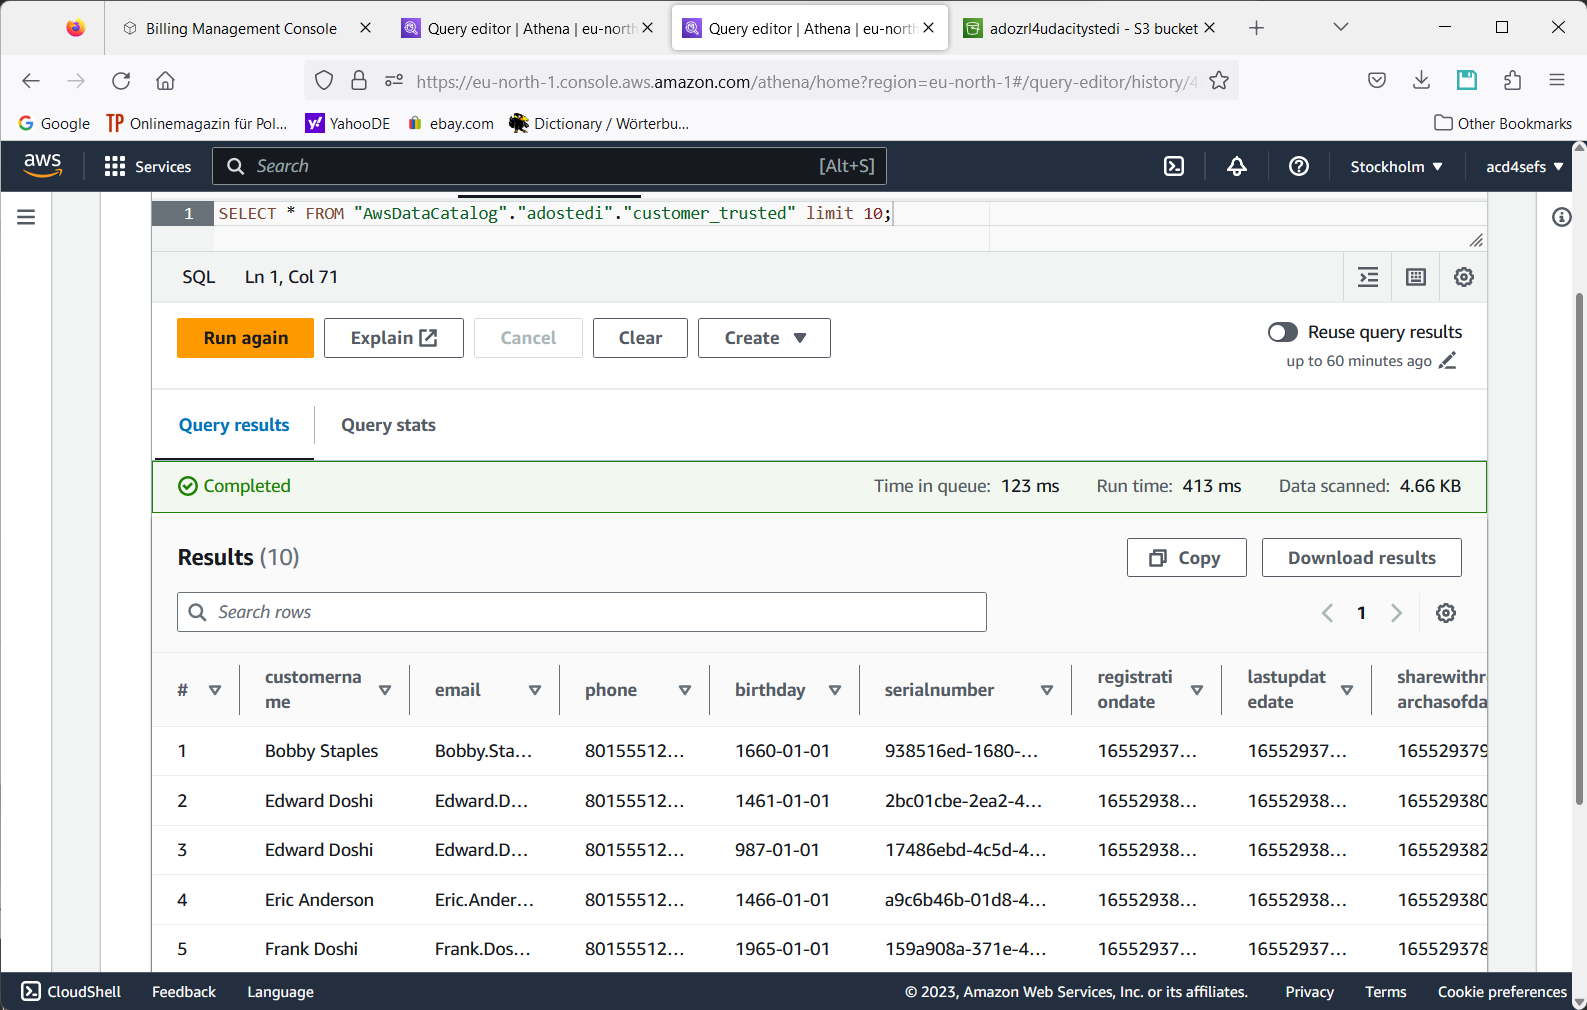 Billing Management Console
Query editor | Athena | eu-north
Query editor | Athena | eu-north
adozrl4udacitystedi - S3 bucket
https://eu-north-1.console.aws.amazon.com/athena/home?region=eu-north-1#/query-editor/history/4
Google
TP Onlinemagazin für Pol...
y! YahooDE
ebay.com
Dictionary / Wörterbu...
Other Bookmarks
aws
Services
Search
[Alt+S]
Stockholm
acd4sefs
1 SELECT * FROM "AwsDataCatalog"."adostedi"."customer_trusted" limit 10;
SQL Ln 1, Col 71
Run again
Explain
Cancel
Clear
Create
Reuse query results
up to 60 minutes ago
Query results
Query stats
Completed
Time in queue: 123 ms
Run time: 413 ms
Data scanned: 4.66 KB
Results (10)
Copy
Download results
Search rows
1
# customerna email phone birthday serialnumber registrati lastupdat sharewithr
me ondate edate archasofda
1 Bobby Staples Bobby.Sta... 80155512... 1660-01-01 938516ed-1680-... 16552937... 16552937... 165529379
2 Edward Doshi Edward.D... 80155512... 1461-01-01 2bc01cbe-2ea2-4... 16552938... 16552938... 165529380
3 Edward Doshi Edward.D... 80155512... 987-01-01 17486ebd-4c5d-4... 16552938... 16552938... 165529382
4 Eric Anderson Eric.Ander... 80155512... 1466-01-01 a9c6b46b-01d8-4... 16552938... 16552938... 165529380
5 Frank Doshi Frank.Dos... 80155512... 1965-01-01 159a908a-371e-4... 16552937... 16552937... 165529378
CloudShell
Feedback
Language
© 2023, Amazon Web Services, Inc. or its affiliates.
Privacy
Terms
Cookie preferences